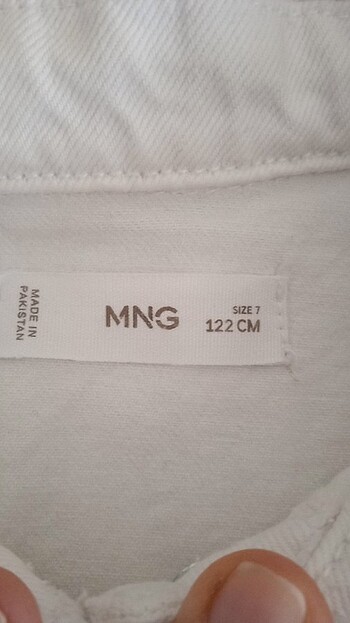 MADE IN
PAKISTAN
MNG
SIZE 7
122 CM